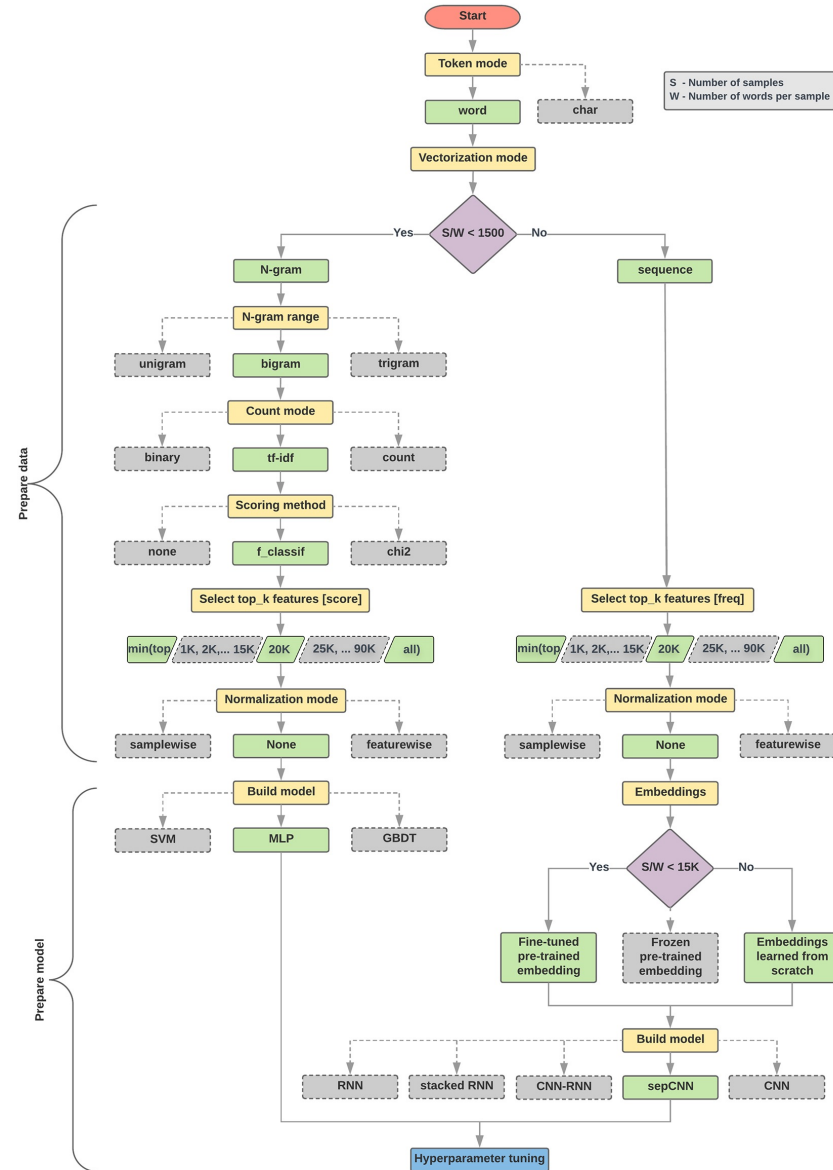 Start
Token mode
S - Number of samples
W - Number of words per sample
word
char
Vectorization mode
S/W < 1500
Yes
No
N-gram
sequence
N-gram range
unigram
bigram
trigram
Count mode
binary
tf-idf
count
Prepare data
Scoring method
none
f_classif
chi2
Select top_k features [score]
Select top_k features [freq]
min(top 1K, 2K,... 15K 20K 25K, ... 90K all)
min(top 1K, 2K,... 15K 20K 25K, ... 90K all)
Normalization mode
Normalization mode
samplewise
None
featurewise
samplewise
None
featurewise
Build model
Embeddings
SVM
MLP
GBDT
S/W < 15K
Yes
No
Prepare model
Fine-tuned
pre-trained
embedding
Frozen
pre-trained
embedding
Embeddings
learned from
scratch
Build model
RNN
stacked RNN
CNN-RNN
sepCNN
CNN
Hyperparameter tuning